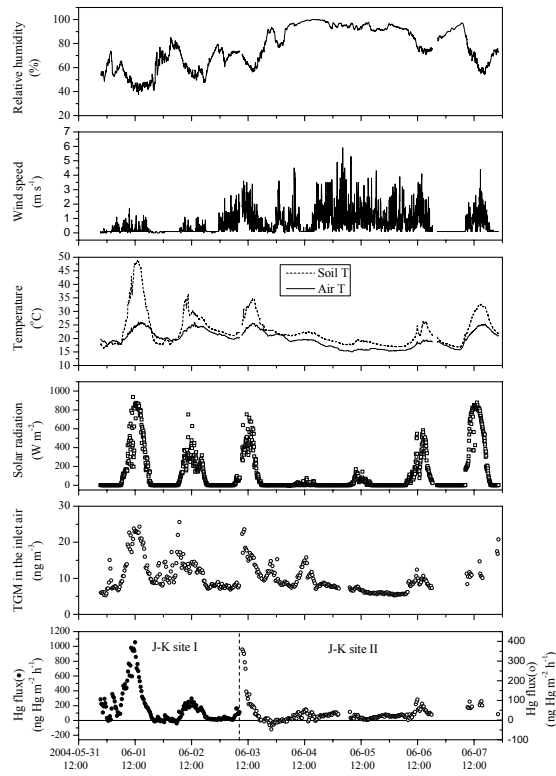 Relative humidity
(%)
100
80
60
40
20
Wind speed
(m s-1)
7
6
5
4
3
2
1
0
Temperature
(°C)
50
45
40
35
30
25
20
15
10
Soil T
Air T
Solar radiation
(W m-2)
1000
800
600
400
200
0
TGM in the inlet air
(ng m-3)
30
20
10
0
Hg flux(●)
(ng Hg m-2 h-1)
1200
1000
800
600
400
200
0
-200
J-K site I
J-K site II
400
300
200
100
0
-100
Hg flux(o)
(ng Hg m-2 h-1)
2004-05-31 06-01 06-02 06-03 06-04 06-05 06-06 06-07
12:00 12:00 12:00 12:00 12:00 12:00 12:00 12:00